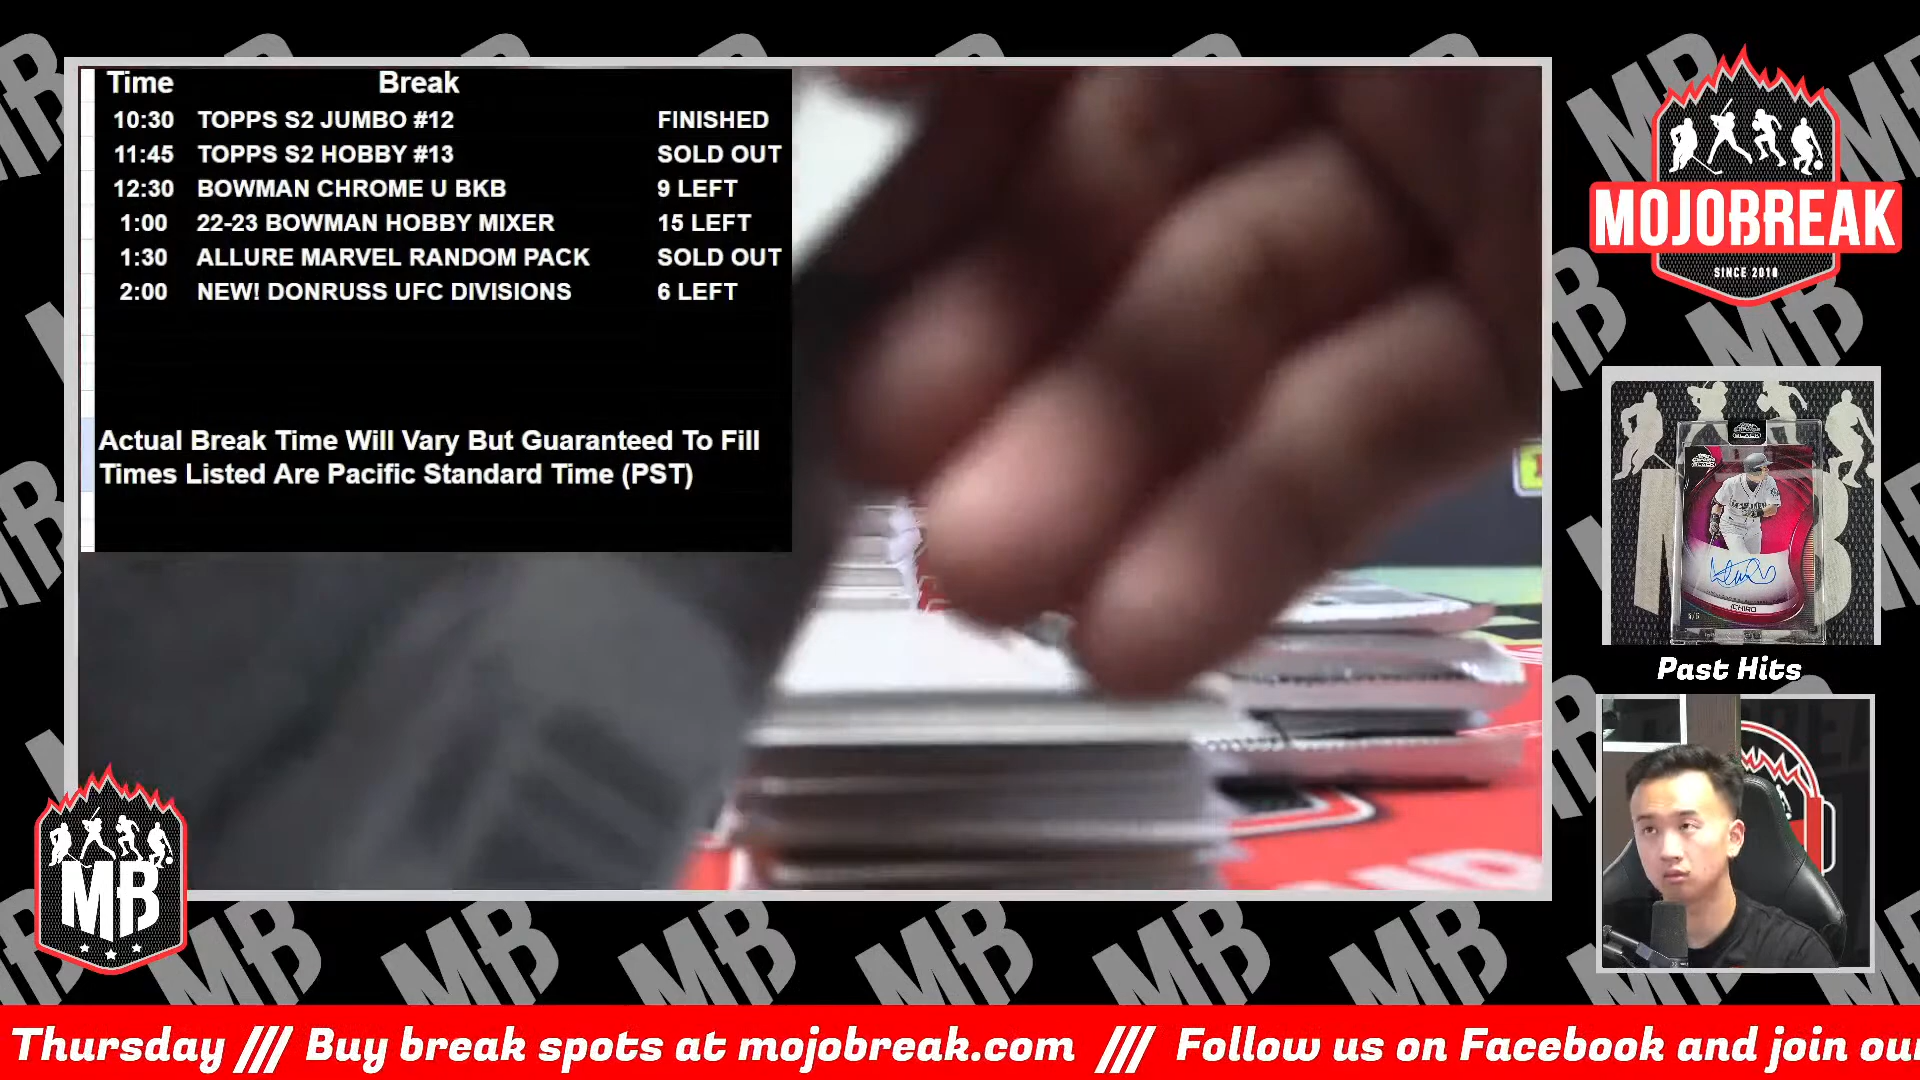 Time Break
10:30 TOPPS S2 JUMBO #12 FINISHED
11:45 TOPPS S2 HOBBY #13 SOLD OUT
12:30 BOWMAN CHROME U BKB 9 LEFT
1:00 22-23 BOWMAN HOBBY MIXER 15 LEFT
1:30 ALLURE MARVEL RANDOM PACK SOLD OUT
2:00 NEW! DONRUSS UFC DIVISIONS 6 LEFT
Actual Break Time Will Vary But Guaranteed To Fill
Times Listed Are Pacific Standard Time (PST)
MOJOBREAK
SINCE 2010
ICHIRO
Past Hits
MB
Thursday /// Buy break spots at mojobreak.com /// Follow us on Facebook and join our